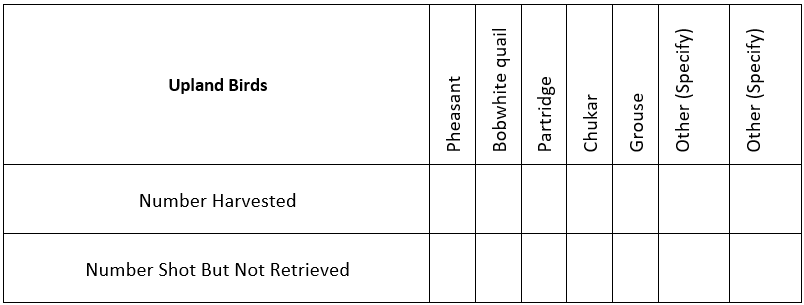 Upland Birds
Pheasant
Bobwhite quail
Partridge
Chukar
Grouse
Other (Specify)
Other (Specify)
Number Harvested
Number Shot But Not Retrieved